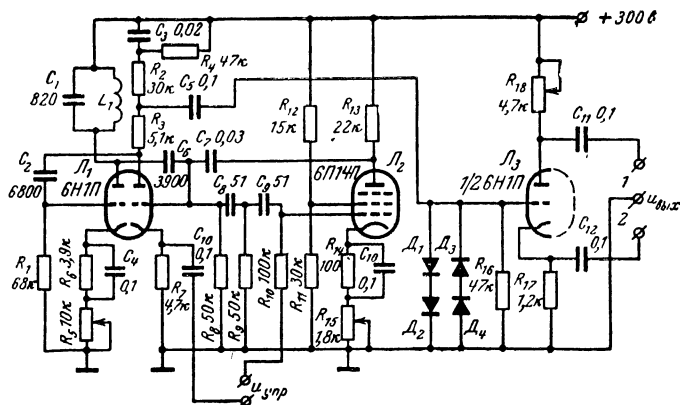 + 300 в
C3 0,02
R4 47к
C1
820
L1
R2
30к
C5 0,1
R3
5,1к
R12
15к
R13
22к
R18
4,7к
C11 0,1
C2
6800
Л1
6Н1П
C6
3900
C7 0,03
6П14П
Л2
Л3
1/2 6Н1П
1
Uвых
2
C8 51
C9 51
C12
0,1
R1
68к
R6 3,9к
C4
0,1
R5 10к
R7
4,7к
C10
0,1
R8 50к
R9 50к
R10 100к
R11 30к
R14
100
C10
0,1
R15
1,8к
Д1
Д3
Д2
Д4
R16
47к
R17
1,2к
Uупр